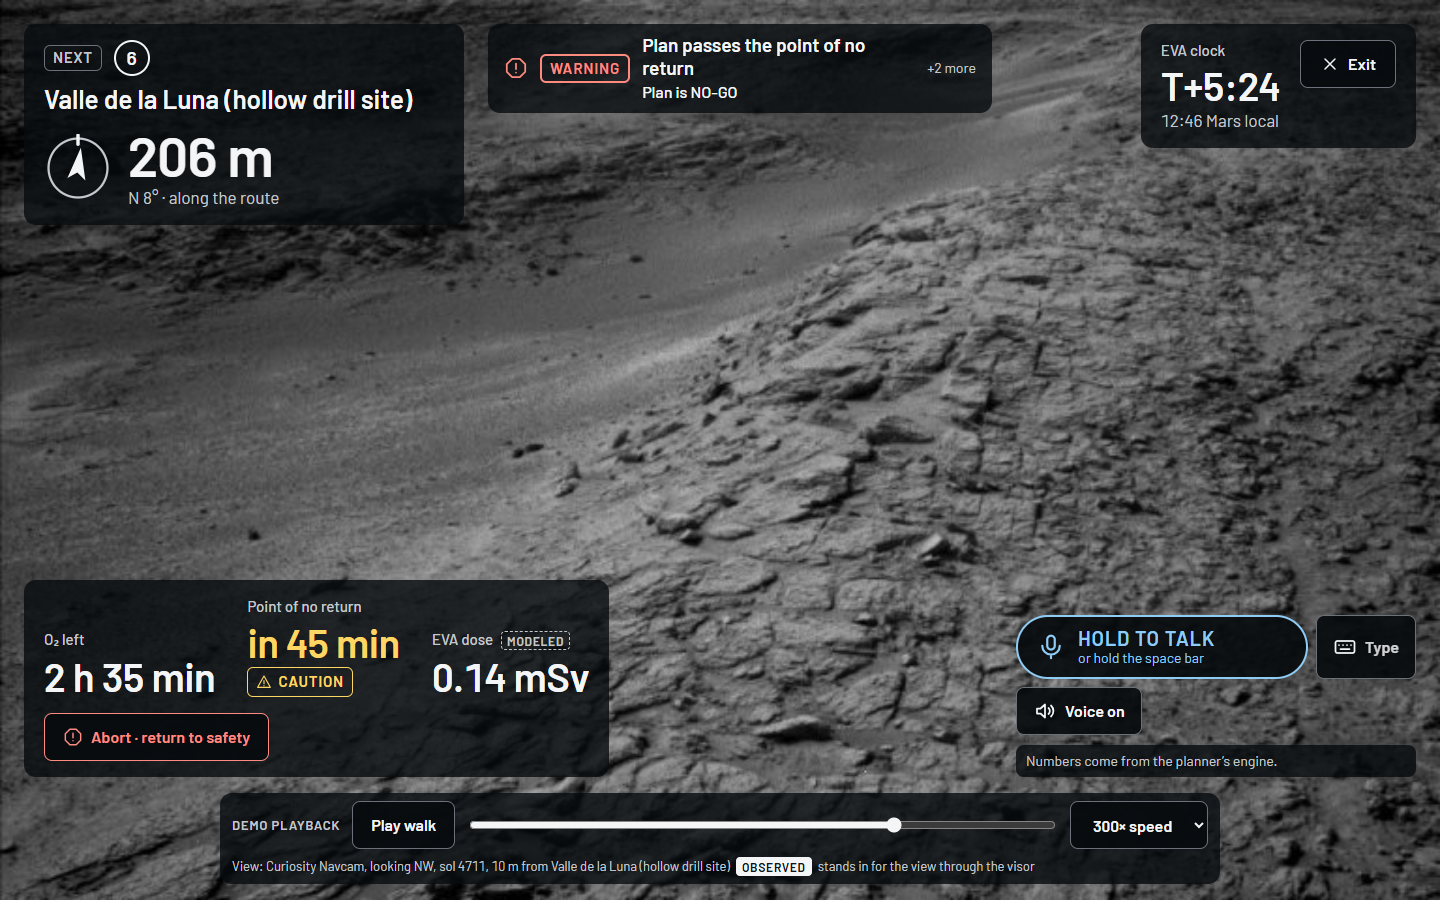 NEXT 6
Valle de la Luna (hollow drill site)
206 m
N 8° · along the route
WARNING
Plan passes the point of no
return
Plan is NO-GO
+2 more
EVA clock
T+5:24
12:46 Mars local
Exit
O₂ left
2 h 35 min
Point of no return
in 45 min
CAUTION
EVA dose MODELED
0.14 mSv
Abort · return to safety
HOLD TO TALK
or hold the space bar
Type
Voice on
Numbers come from the planner's engine.
DEMO PLAYBACK Play walk 300× speed
View: Curiosity Navcam, looking NW, sol 4711, 10 m from Valle de la Luna (hollow drill site) OBSERVED stands in for the view through the visor